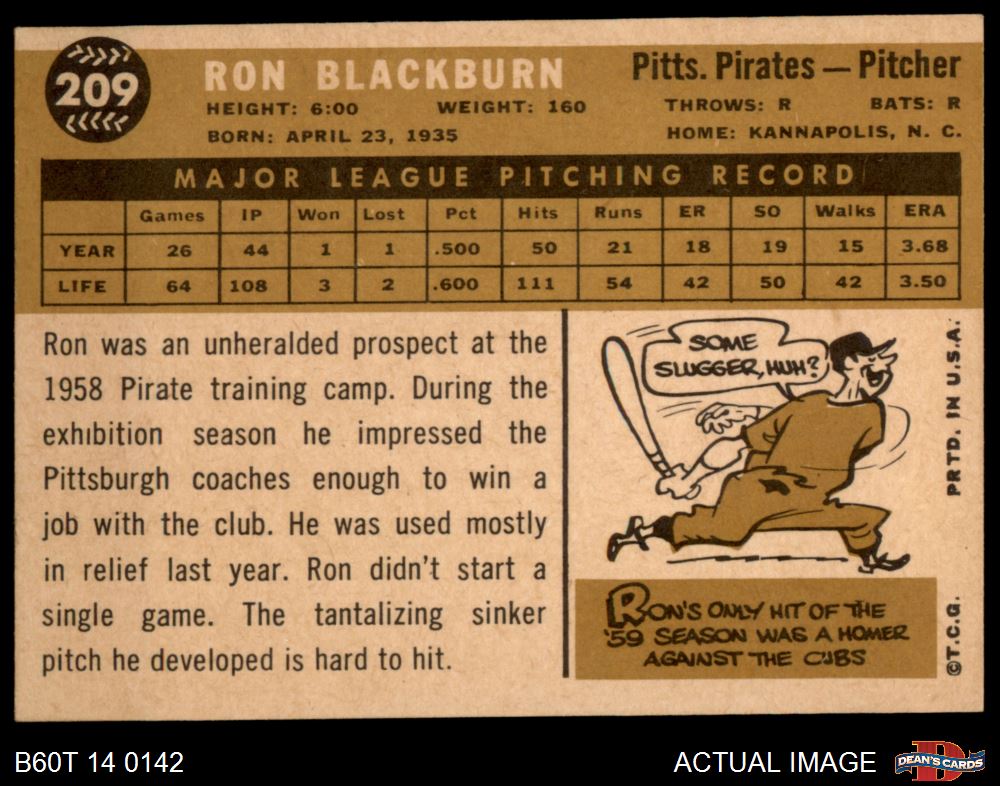 209
RON BLACKBURN
Pitts. Pirates — Pitcher
HEIGHT: 6:00 WEIGHT: 160 THROWS: R BATS: R
BORN: APRIL 23, 1935 HOME: KANNAPOLIS, N. C.
MAJOR LEAGUE PITCHING RECORD
Games IP Won Lost Pct Hits Runs ER SO Walks ERA
YEAR 26 44 1 1 .500 50 21 18 19 15 3.68
LIFE 64 108 3 2 .600 111 54 42 50 42 3.50
Ron was an unheralded prospect at the
1958 Pirate training camp. During the
exhibition season he impressed the
Pittsburgh coaches enough to win a
job with the club. He was used mostly
in relief last year. Ron didn't start a
single game. The tantalizing sinker
pitch he developed is hard to hit.
SOME
SLUGGER, HUH?
RON'S ONLY HIT OF THE
'59 SEASON WAS A HOMER
AGAINST THE CUBS
©T.C.G. PRTD. IN U.S.A.
B60T 14 0142
ACTUAL IMAGE
D
DEAN'S CARDS